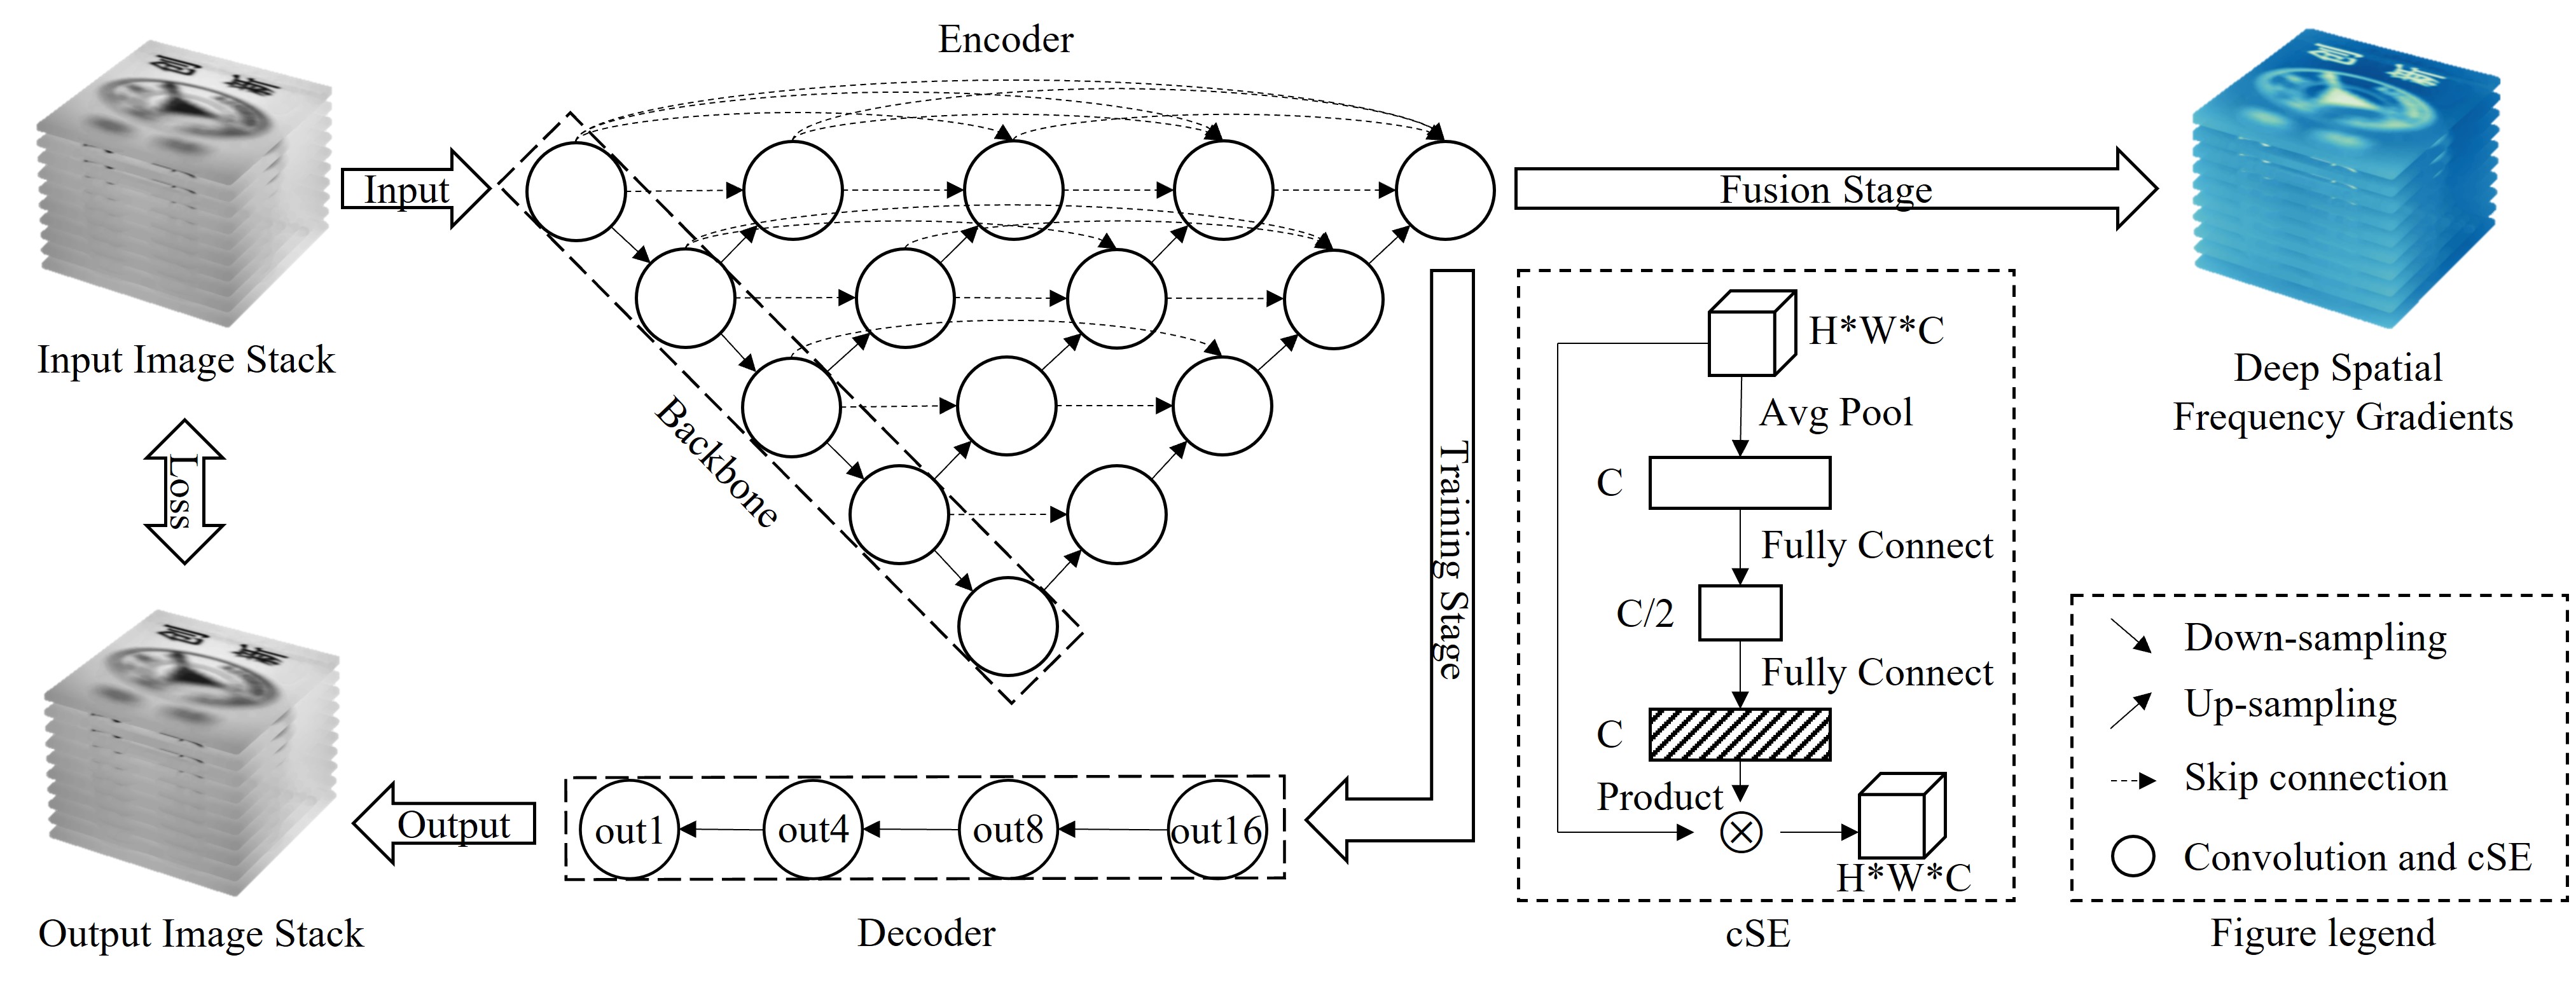 Encoder
Input
Fusion Stage
Input Image Stack
Deep Spatial
Frequency Gradients
Loss
Backbone
Training Stage
H*W*C
Avg Pool
C
Fully Connect
C/2
Fully Connect
C
Product
H*W*C
cSE
Down-sampling
Up-sampling
Skip connection
Convolution and cSE
Figure legend
Output
out1
out4
out8
out16
Output Image Stack
Decoder